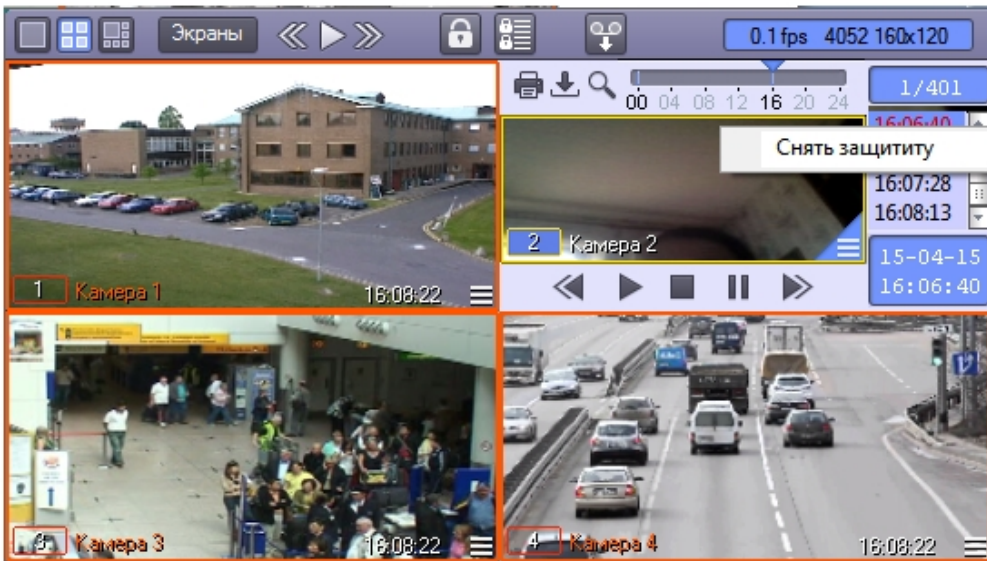 Экраны
0.1 fps 4052 160x120
00 04 08 12 16 20 24
1/401
16:06:40
Снять защититу
16:07:28
16:08:13
2 Камера 2
15-04-15
16:06:40
1 Камера 1 16:08:22
3 Камера 3 16:08:22
4 Камера 4 16:08:22